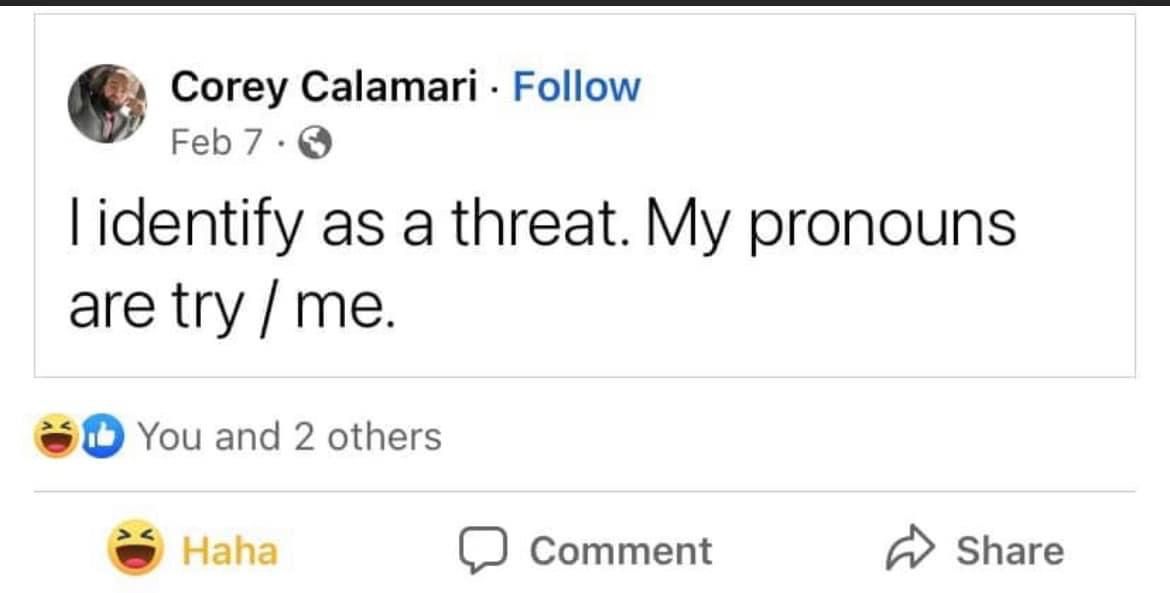 Corey Calamari · Follow
Feb 7 ·
I identify as a threat. My pronouns
are try / me.
You and 2 others
Haha Comment Share